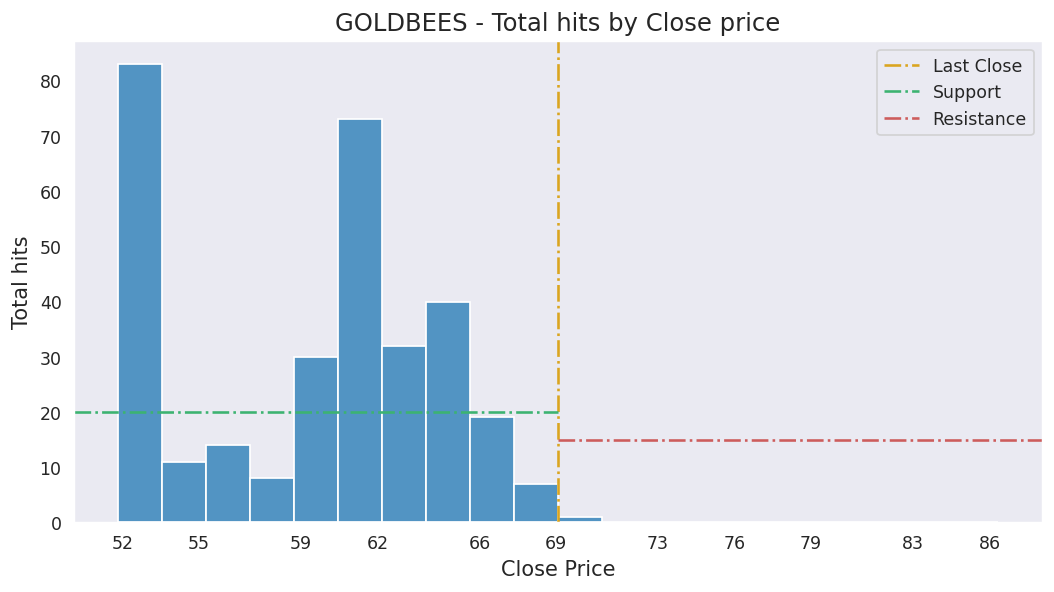 GOLDBEES - Total hits by Close price
Last Close
Support
Resistance
Total hits
80
70
60
50
40
30
20
10
0
52 55 59 62 66 69 73 76 79 83 86
Close Price